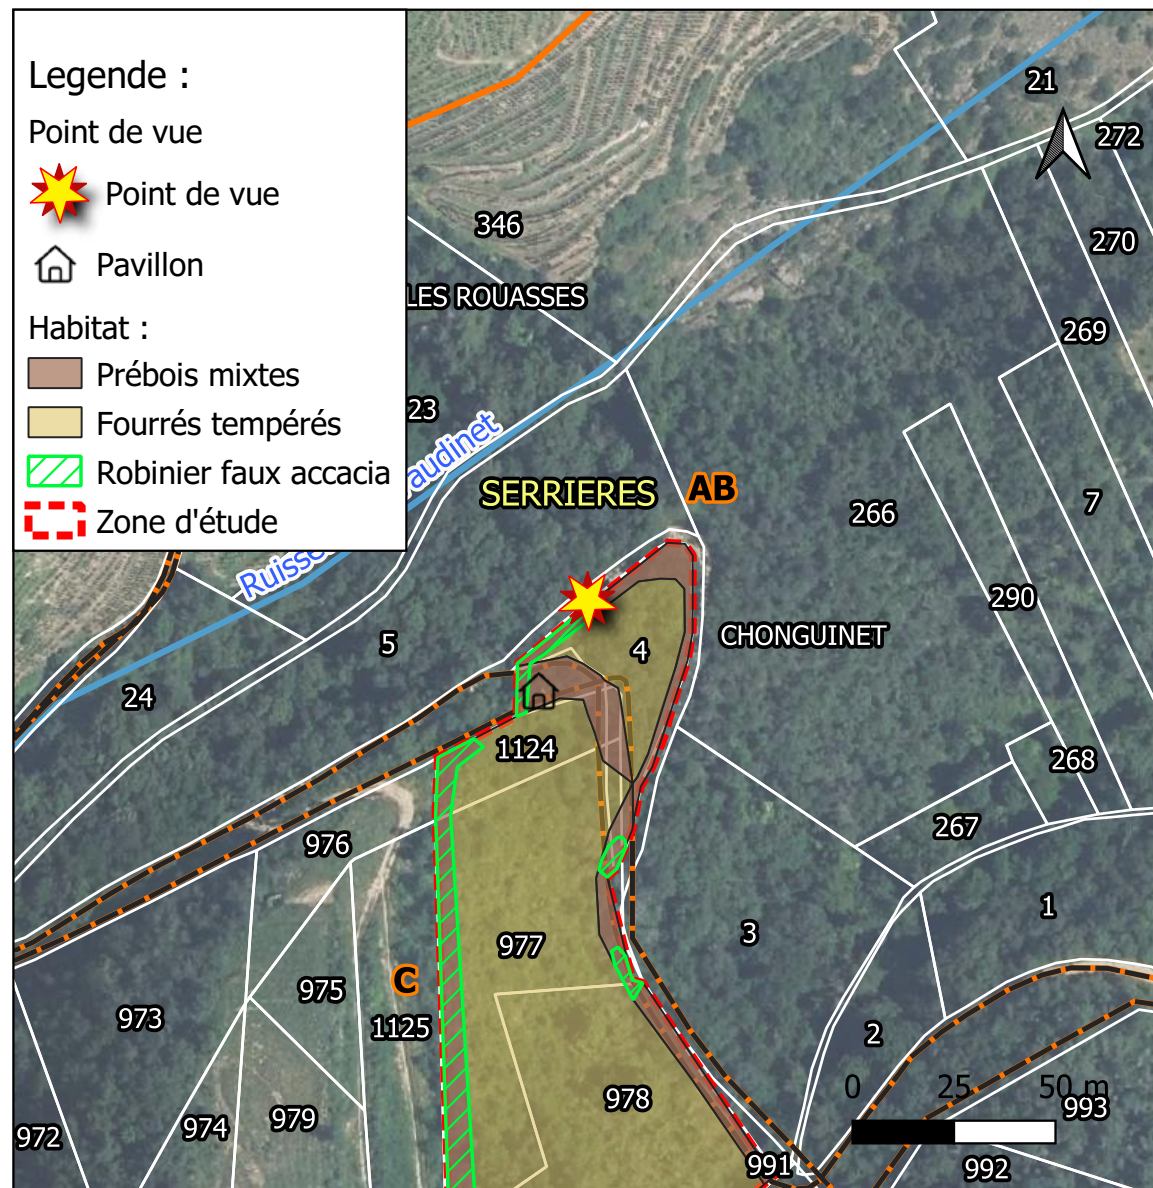 Legende :
Point de vue
Point de vue
Pavillon
Habitat :
Prébois mixtes
Fourrés tempérés
Robinier faux accacia
Zone d'étude
21
272
346
270
LES ROUASSES
269
23
audinet
SERRIERES
AB
7
266
Ruisse
290
5
4
CHONGUINET
24
1124
268
267
976
1
3
977
975
C
973
1125
2
0 25 50 m
978
993
979
974
972
991
992